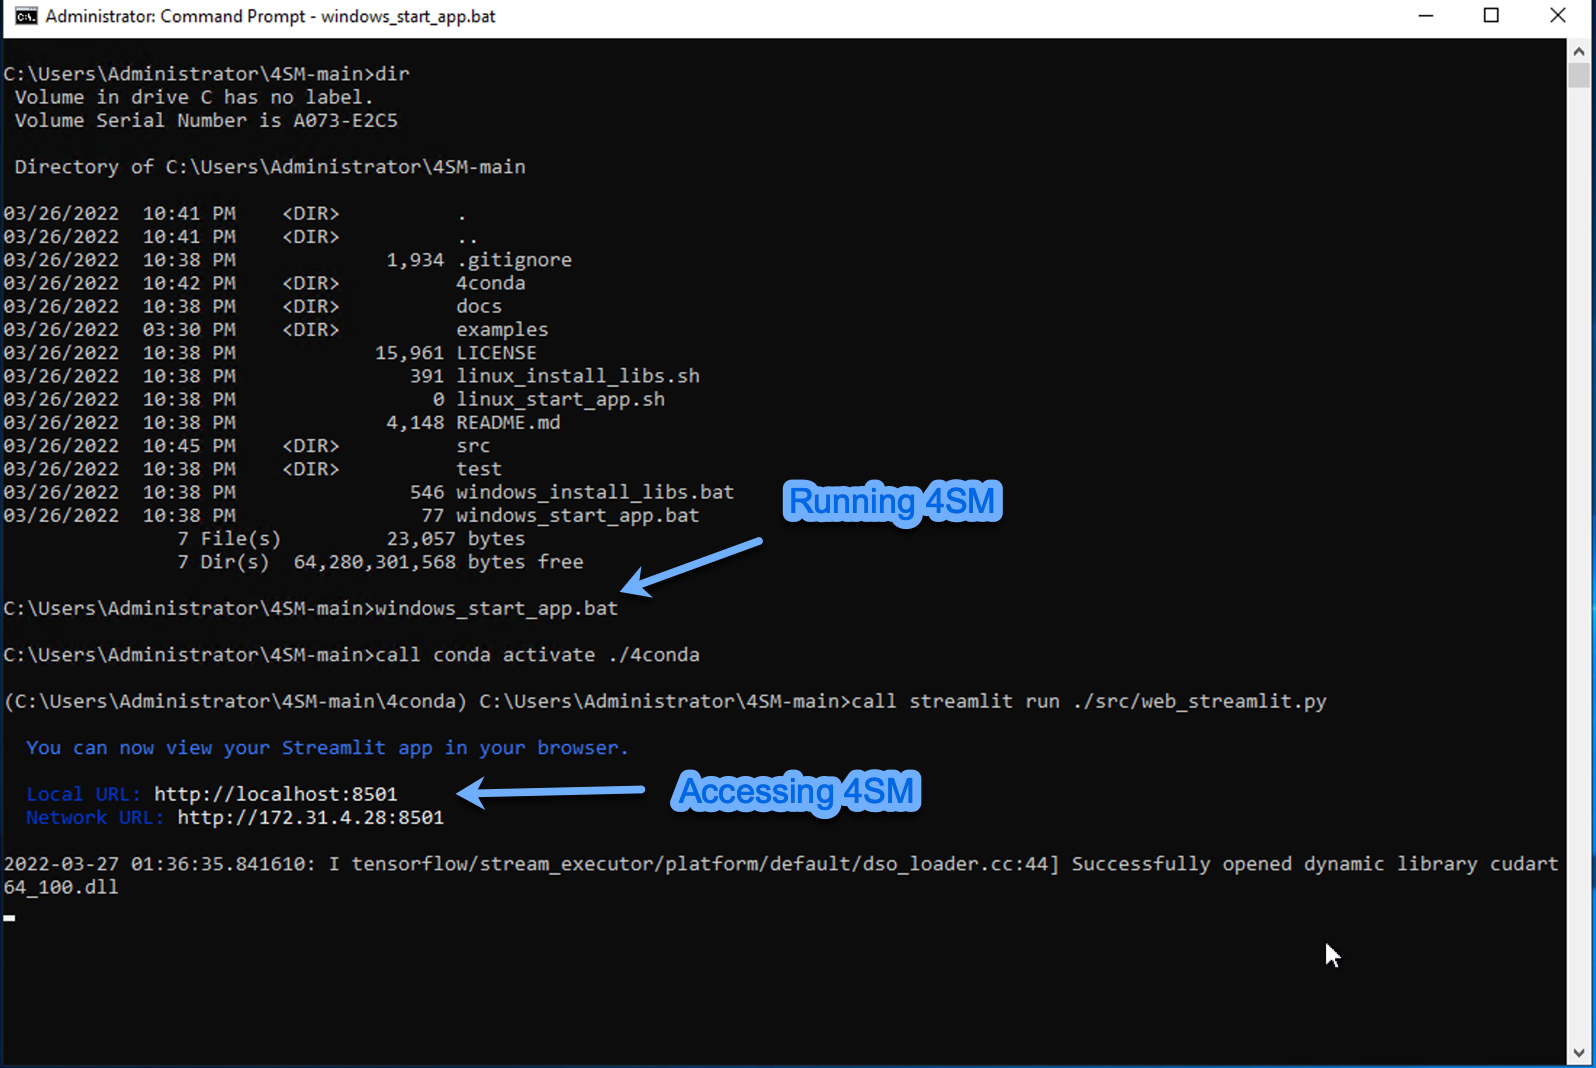 Administrator: Command Prompt - windows_start_app.bat
C:\Users\Administrator\4SM-main>dir
Volume in drive C has no label.
Volume Serial Number is A073-E2C5
Directory of C:\Users\Administrator\4SM-main
03/26/2022  10:41 PM    <DIR>          .
03/26/2022  10:41 PM    <DIR>          ..
03/26/2022  10:38 PM             1,934 .gitignore
03/26/2022  10:42 PM    <DIR>          4conda
03/26/2022  10:38 PM    <DIR>          docs
03/26/2022  03:30 PM    <DIR>          examples
03/26/2022  10:38 PM            15,961 LICENSE
03/26/2022  10:38 PM               391 linux_install_libs.sh
03/26/2022  10:38 PM                 0 linux_start_app.sh
03/26/2022  10:38 PM             4,148 README.md
03/26/2022  10:45 PM    <DIR>          src
03/26/2022  10:38 PM    <DIR>          test
03/26/2022  10:38 PM               546 windows_install_libs.bat
03/26/2022  10:38 PM                77 windows_start_app.bat
Running 4SM
7 File(s)         23,057 bytes
7 Dir(s)  64,280,301,568 bytes free
C:\Users\Administrator\4SM-main>windows_start_app.bat
C:\Users\Administrator\4SM-main>call conda activate ./4conda
(C:\Users\Administrator\4SM-main\4conda) C:\Users\Administrator\4SM-main>call streamlit run ./src/web_streamlit.py
You can now view your Streamlit app in your browser.
Local URL: http://localhost:8501
Accessing 4SM
Network URL: http://172.31.4.28:8501
2022-03-27 01:36:35.841610: I tensorflow/stream_executor/platform/default/dso_loader.cc:44] Successfully opened dynamic library cudart
64_100.dll